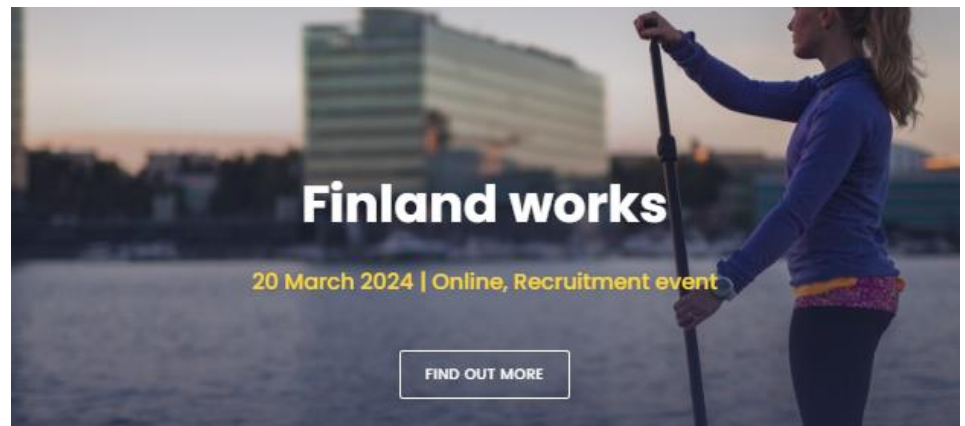 Finland works
20 March 2024 | Online, Recruitment event
FIND OUT MORE